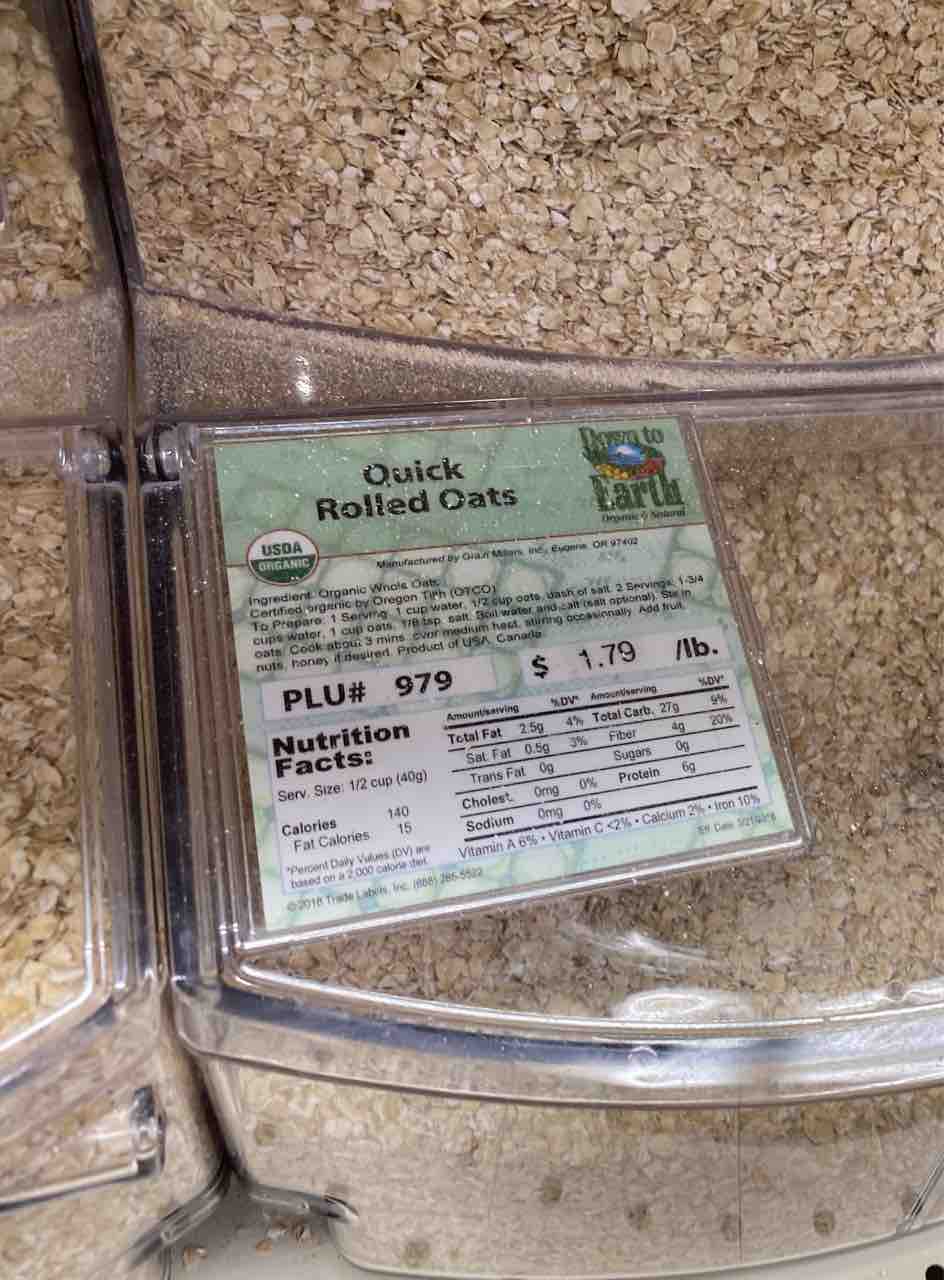 Quick
Rolled Oats
Down to
Earth
Organic & Natural
USDA
ORGANIC
Manufactured by Grain Millers, Inc., Eugene, OR 97402
Ingredient: Organic Whole Oats.
Certified organic by Oregon Tilth (OTCO)
To Prepare: 1 Serving, 1 cup water, 1/2 cup oats, dash of salt. 2 Servings, 1-3/4
cups water, 1 cup oats, 1/8 tsp. salt. Boil water and salt (salt optional). Stir in
oats. Cook about 3 mins. over medium heat, stirring occasionally. Add fruit,
nuts, honey if desired. Product of USA, Canada
PLU# 979
$ 1.79 /lb.
Nutrition
Facts:
Serv. Size: 1/2 cup (40g)
Calories 140
Fat Calories 15
*Percent Daily Values (DV) are
based on a 2,000 calorie diet.
Amount/serving %DV* Amount/serving %DV*
Total Fat 2.5g 4% Total Carb. 27g 9%
Sat. Fat 0.5g 3% Fiber 4g 20%
Trans Fat 0g Sugars 0g
Cholest. 0mg 0% Protein 6g
Sodium 0mg 0%
Vitamin A 6% • Vitamin C <2% • Calcium 2% • Iron 10%
©2016 Trade Labels, Inc. (888) 285-5522
Eff. Date: